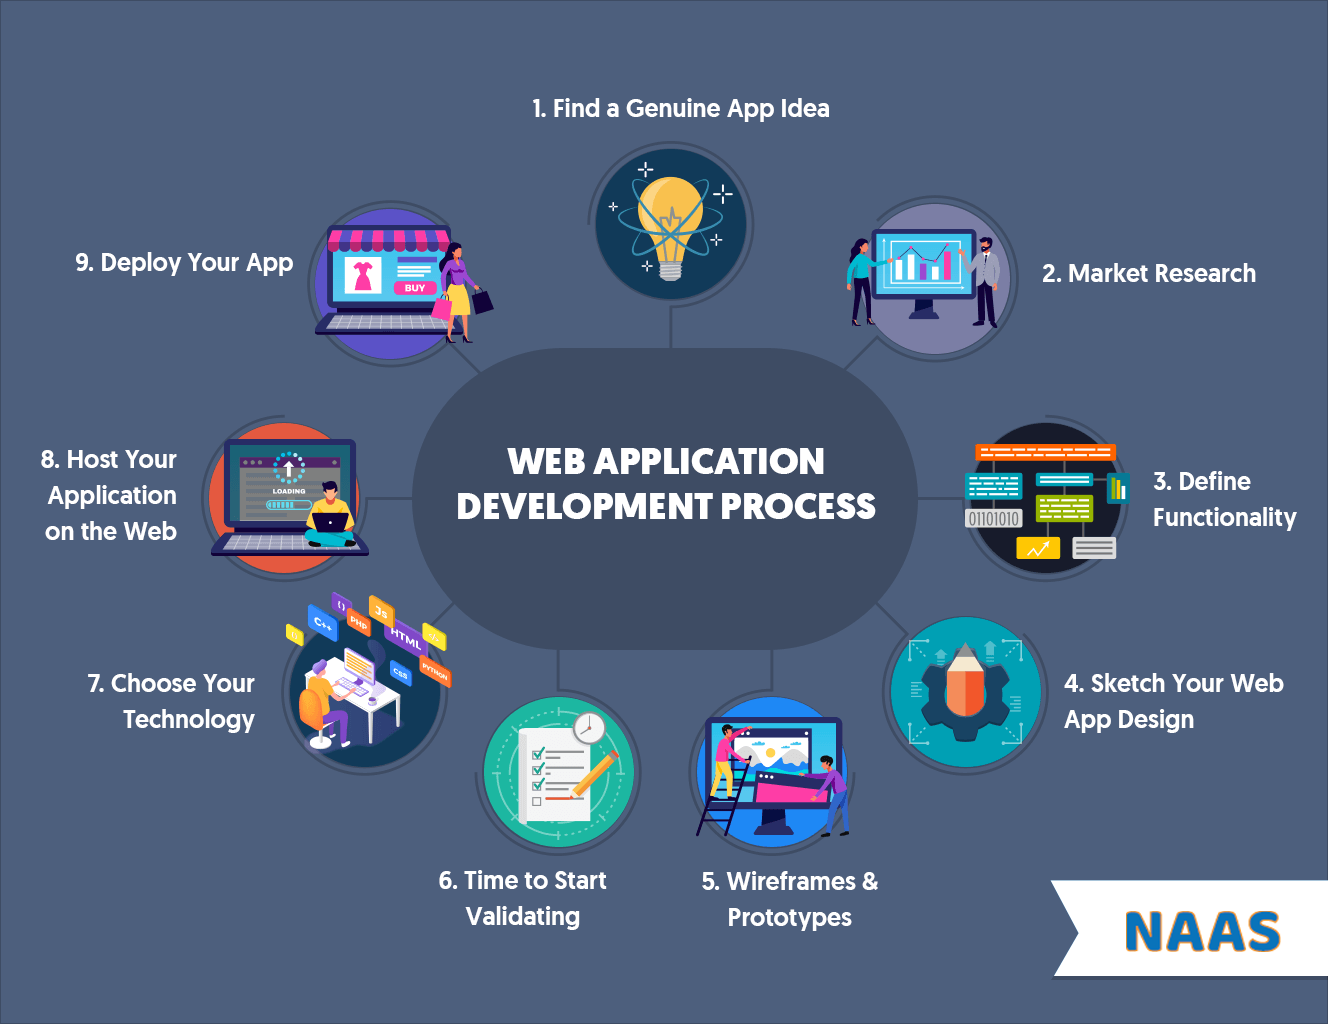 1. Find a Genuine App Idea
2. Market Research
3. Define
Functionality
4. Sketch Your Web
App Design
5. Wireframes &
Prototypes
6. Time to Start
Validating
7. Choose Your
Technology
8. Host Your
Application
on the Web
9. Deploy Your App
WEB APPLICATION
DEVELOPMENT PROCESS
BUY
LOADING
01101010
{}
C++
PHP
Js
HTML
</>
CSS
PYTHON
NAAS